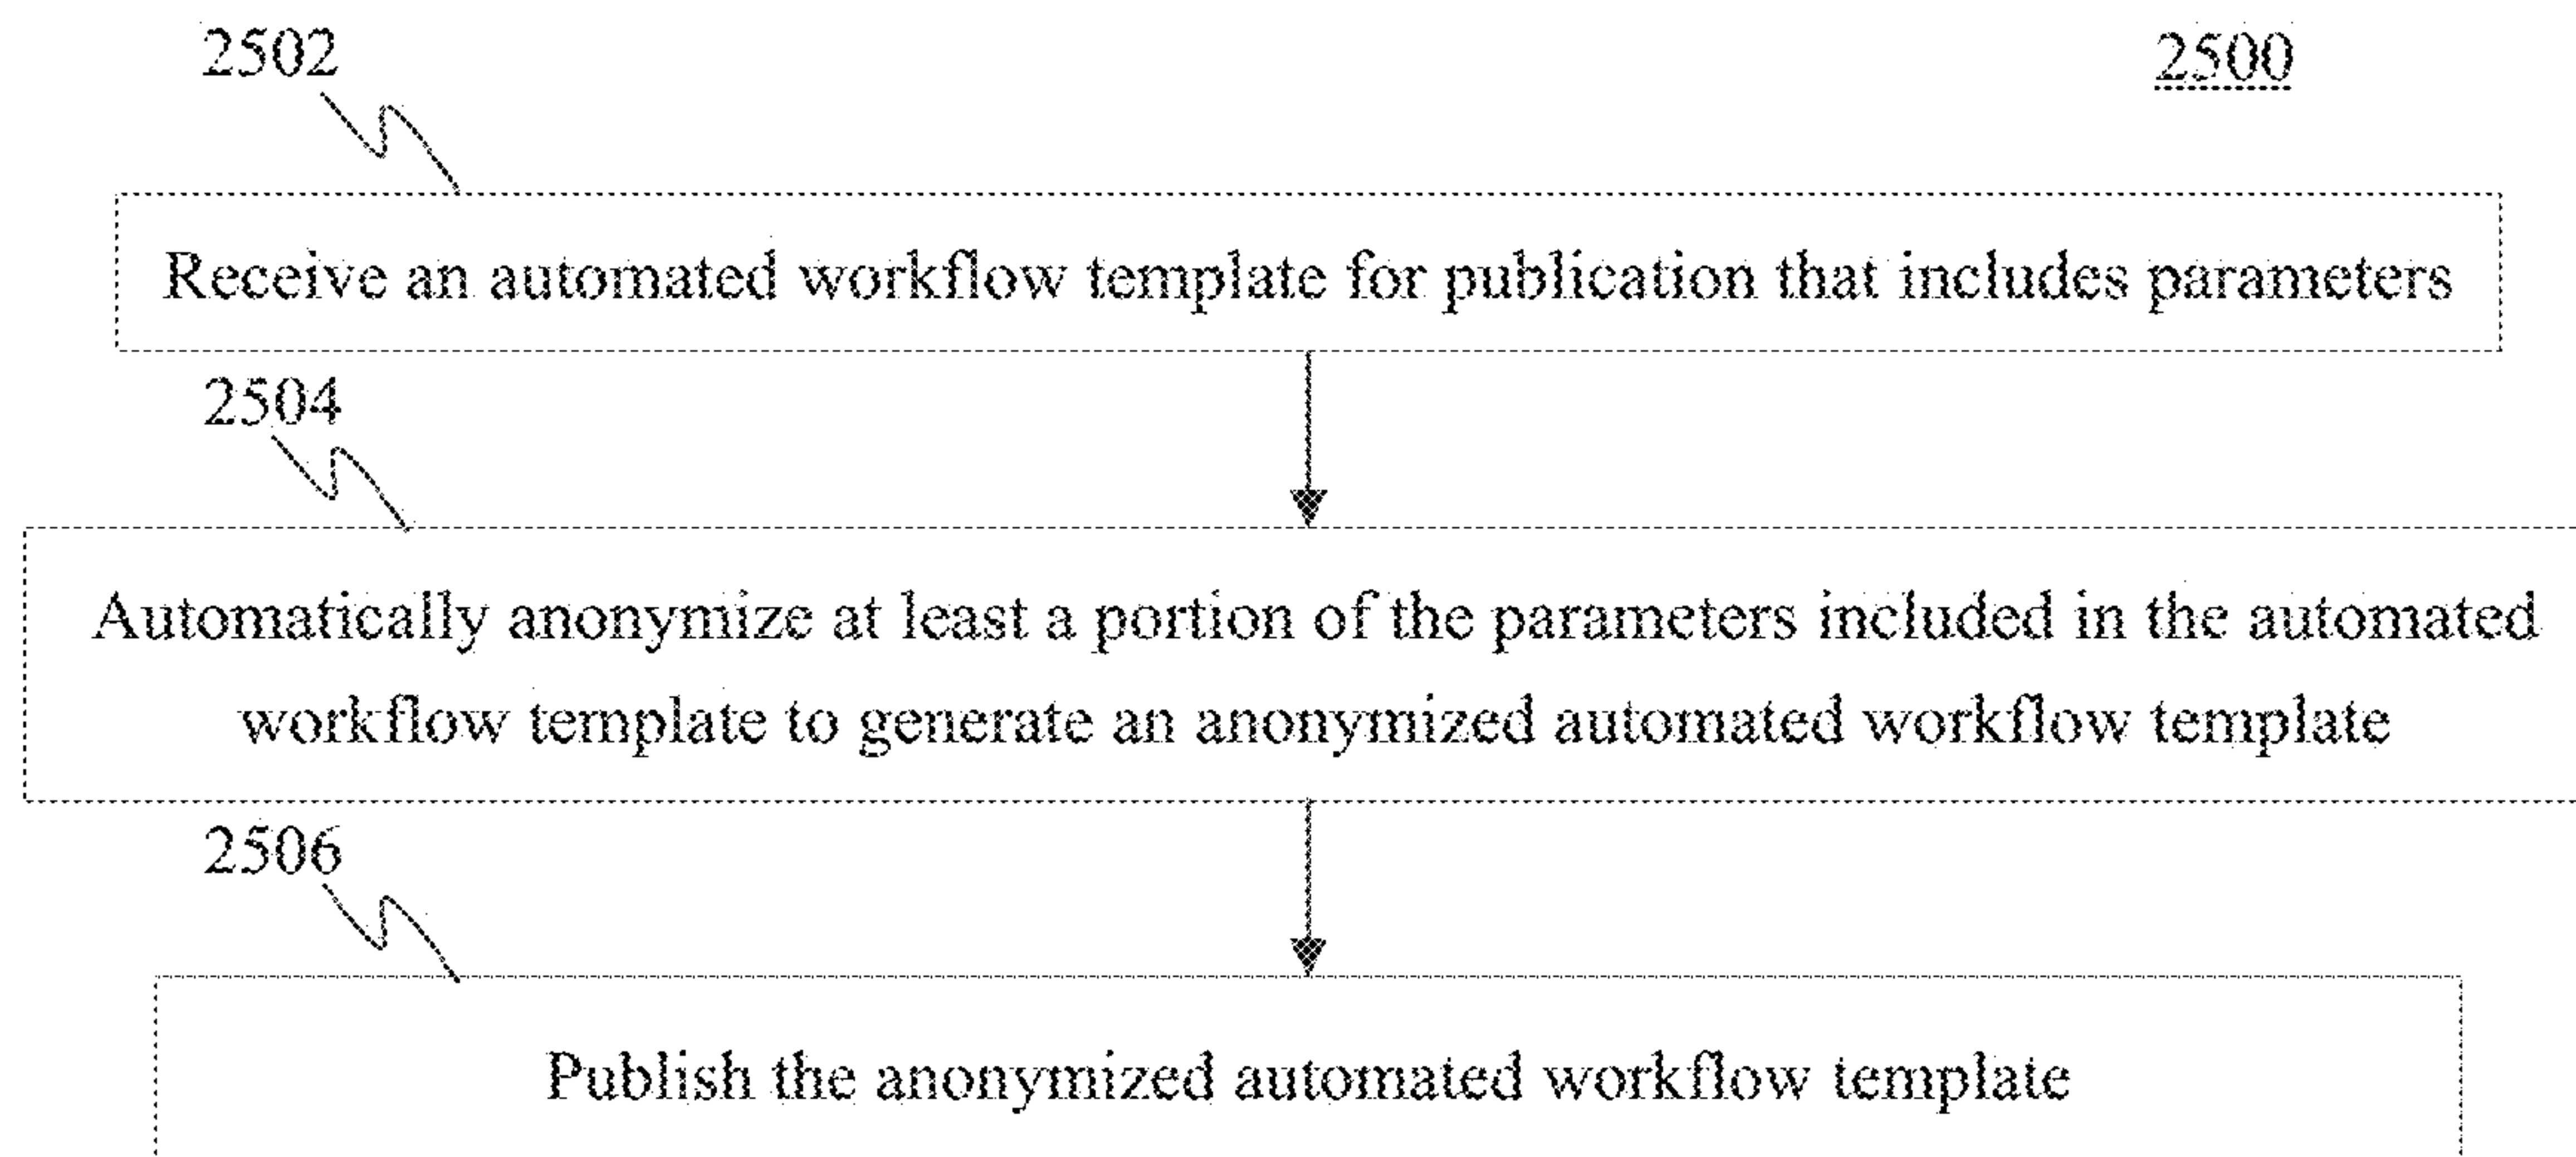 2502
2500
Receive an automated workflow template for publication that includes parameters
2504
Automatically anonymize at least a portion of the parameters included in the automated
workflow template to generate an anonymized automated workflow template
2506
Publish the anonymized automated workflow template